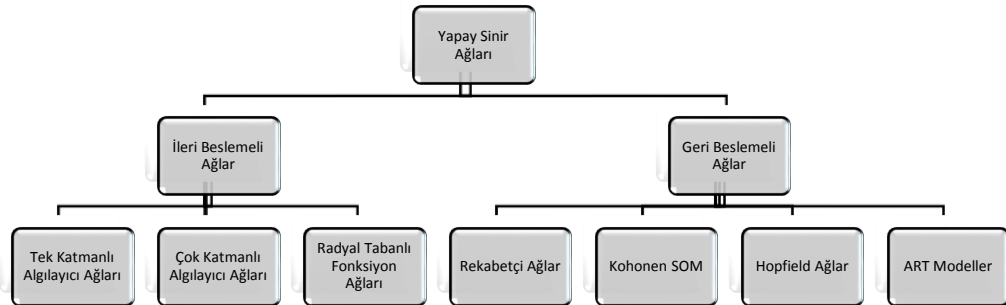 Yapay Sinir
Ağları
İleri Beslemeli
Ağlar
Geri Beslemeli
Ağlar
Tek Katmanlı
Algılayıcı Ağları
Çok Katmanlı
Algılayıcı Ağları
Radyal Tabanlı
Fonksiyon
Ağları
Rekabetçi Ağlar
Kohonen SOM
Hopfield Ağlar
ART Modeller